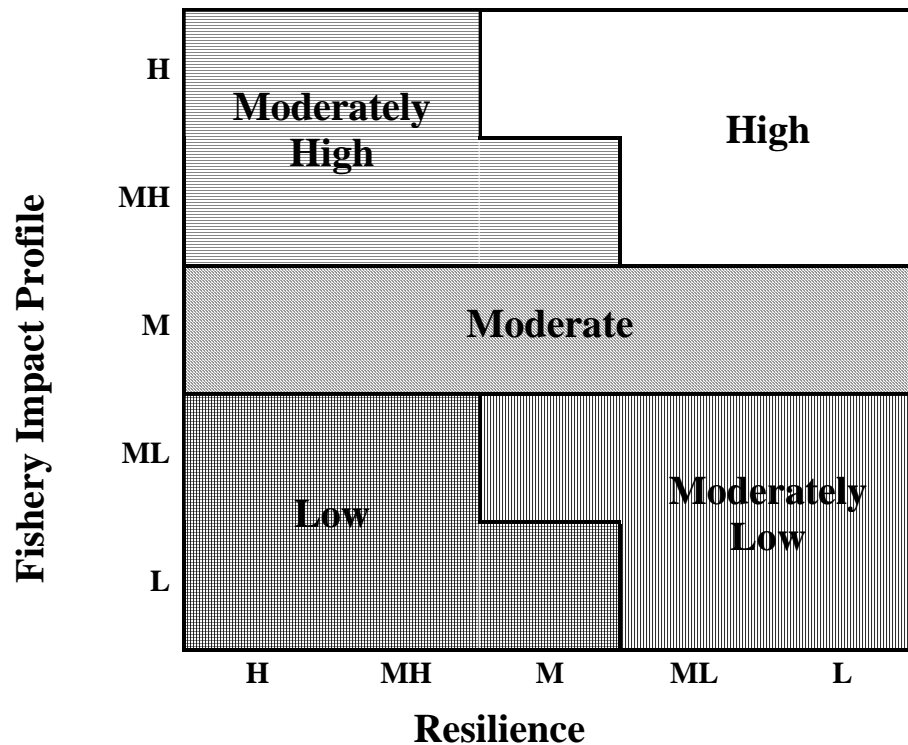 Fishery Impact Profile
H
MH
M
ML
L
Moderately
High
High
Moderate
Low
Moderately
Low
H MH M ML L
Resilience